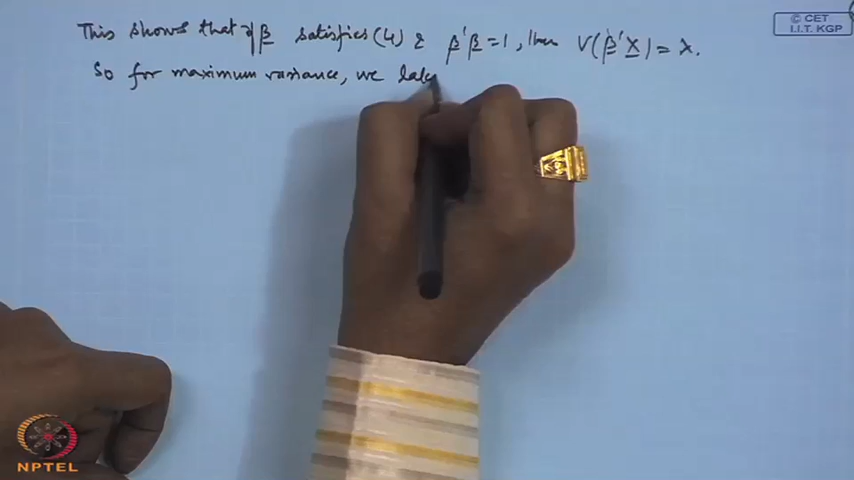 © CET
I.I.T. KGP
This shows that if β satisfies (4) & β'β = 1, then V(β'X) = λ.
So for maximum variance, we take
NPTEL